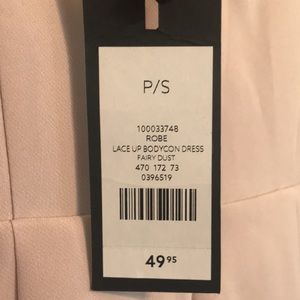 P/S
100033748
ROBE
LACE UP BODYCON DRESS
FAIRY DUST
470 172 73
0396519
49.95